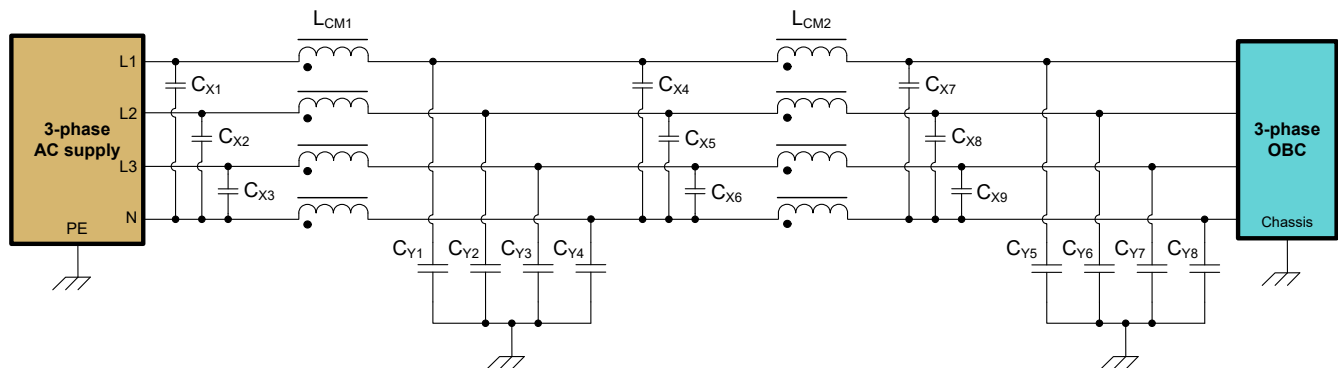 LCM1
LCM2
L1
CX1
CX4
CX7
L2
3-phase
AC supply
CX2
CX5
CX8
3-phase
OBC
L3
CX3
CX6
CX9
N
PE
Chassis
CY1
CY2
CY3
CY4
CY5
CY6
CY7
CY8